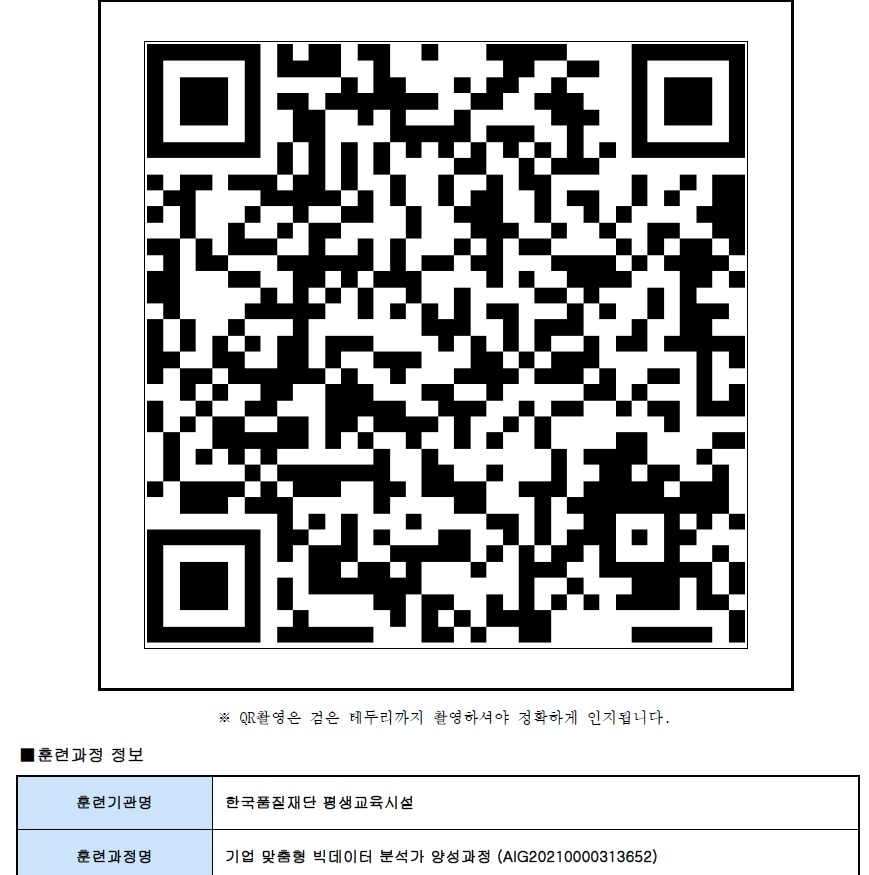 ※ QR촬영은 검은 테두리까지 촬영하셔야 정확하게 인지됩니다.
■훈련과정 정보
훈련기관명 한국품질재단 평생교육시설
훈련과정명 기업 맞춤형 빅데이터 분석가 양성과정 (AIG20210000313652)